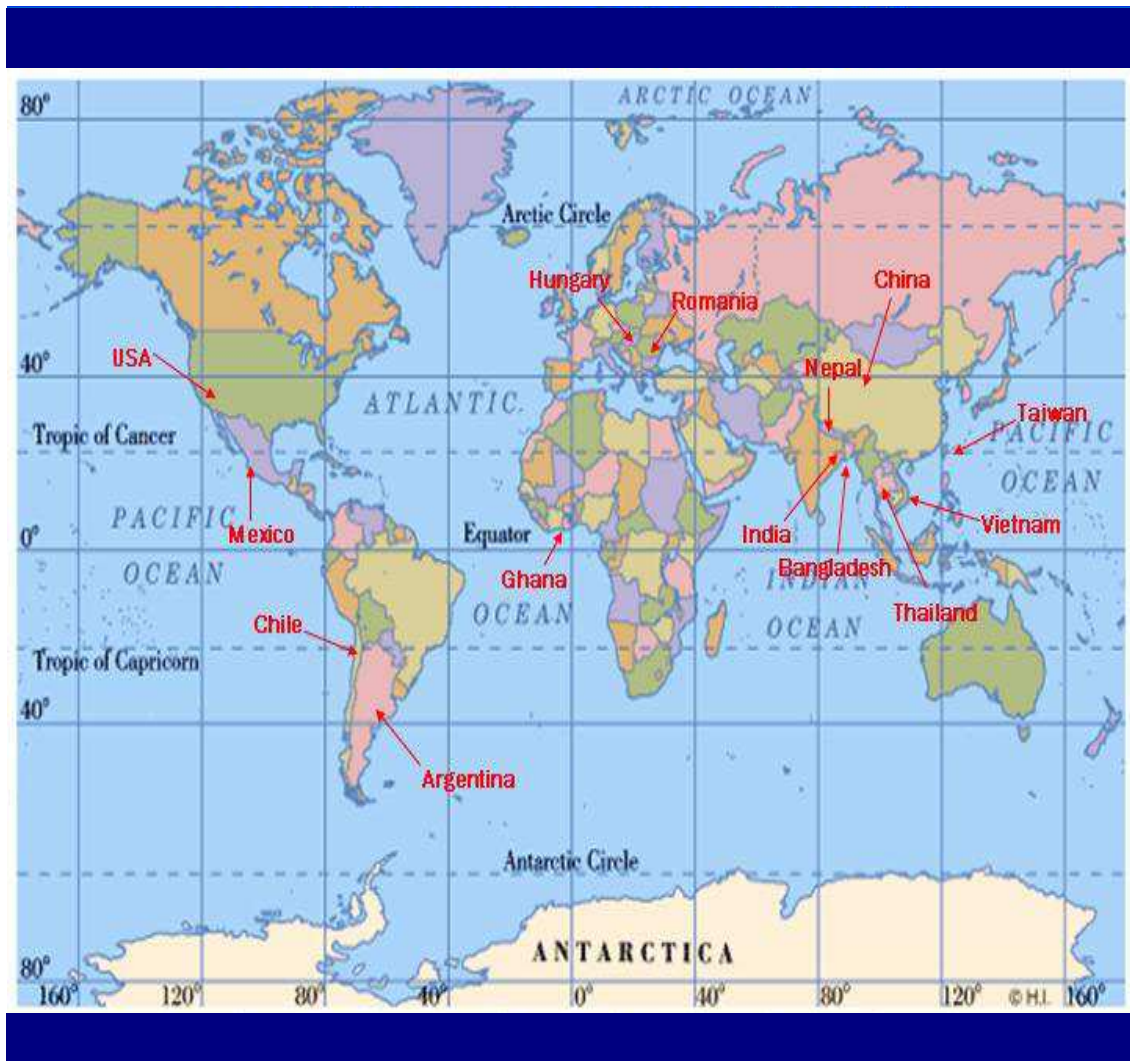 ARCTIC OCEAN
80°
Arctic Circle
Hungary
China
Romania
USA
40°
Nepal
ATLANTIC
Taiwan
Tropic of Cancer
PACIFIC
OCEAN
PACIFIC
Mexico
Equator
India
Vietnam
0°
Bangladesh
OCEAN
Ghana
INDIAN
OCEAN
Thailand
Chile
OCEAN
Tropic of Capricorn
40°
Argentina
Antarctic Circle
ANTARCTICA
80°
160° 120° 80° 40° 0° 40° 80° 120° © H.I. 160°